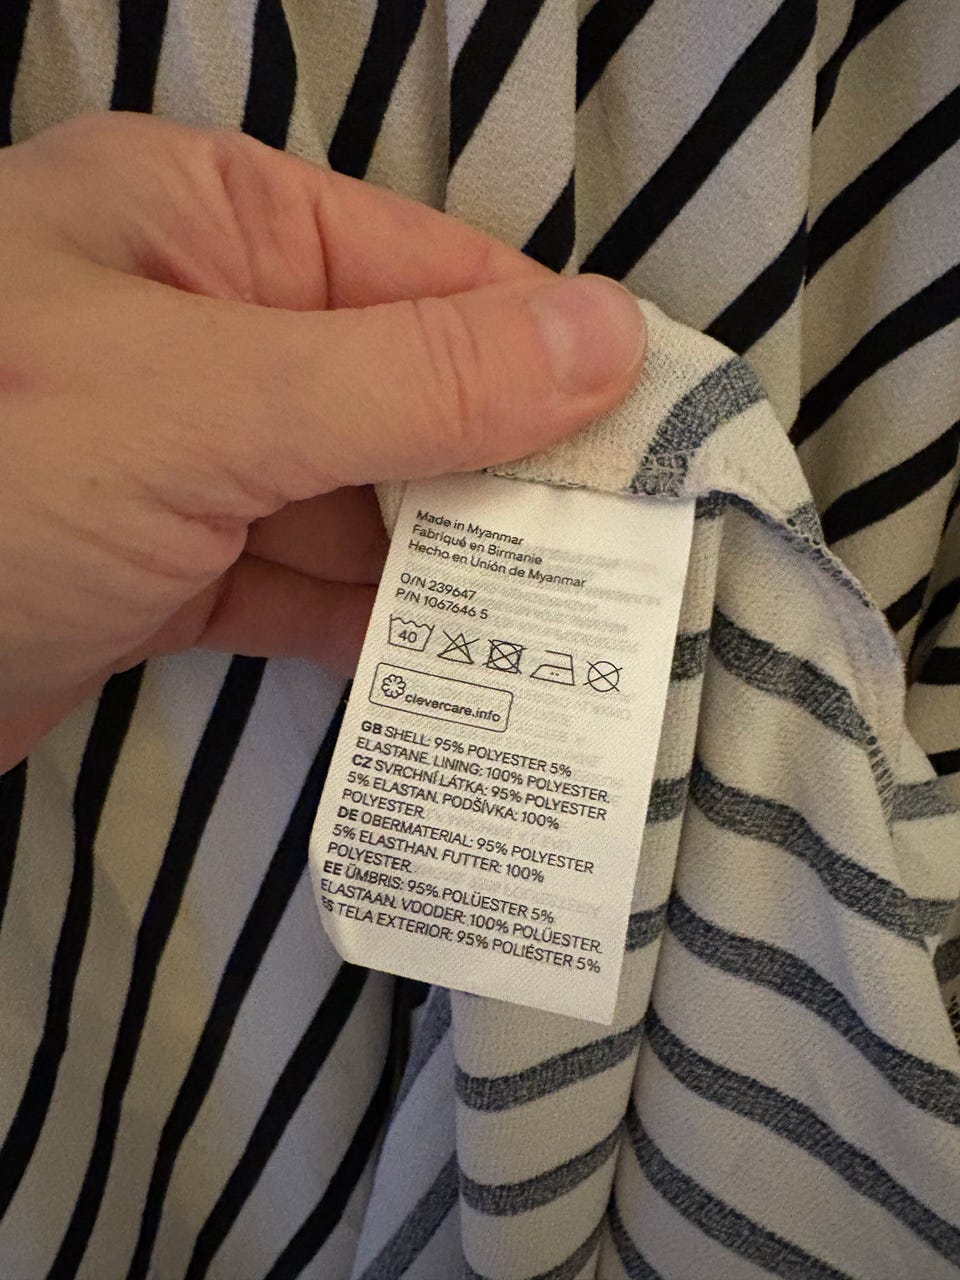 Made in Myanmar
Fabriqué en Birmanie
Hecho en Unión de Myanmar
O/N 239647
P/N 1067646 S
40
clevercare.info
GB SHELL: 95% POLYESTER 5%
ELASTANE. LINING: 100% POLYESTER.
CZ SVRCHNÍ LÁTKA: 95% POLYESTER
5% ELASTAN. PODŠÍVKA: 100%
POLYESTER.
DE OBERMATERIAL: 95% POLYESTER
5% ELASTHAN. FUTTER: 100%
POLYESTER.
EE ÜMBRIS: 95% POLÜESTER 5%
ELASTAAN. VOODER: 100% POLÜESTER.
ES TELA EXTERIOR: 95% POLIÉSTER 5%